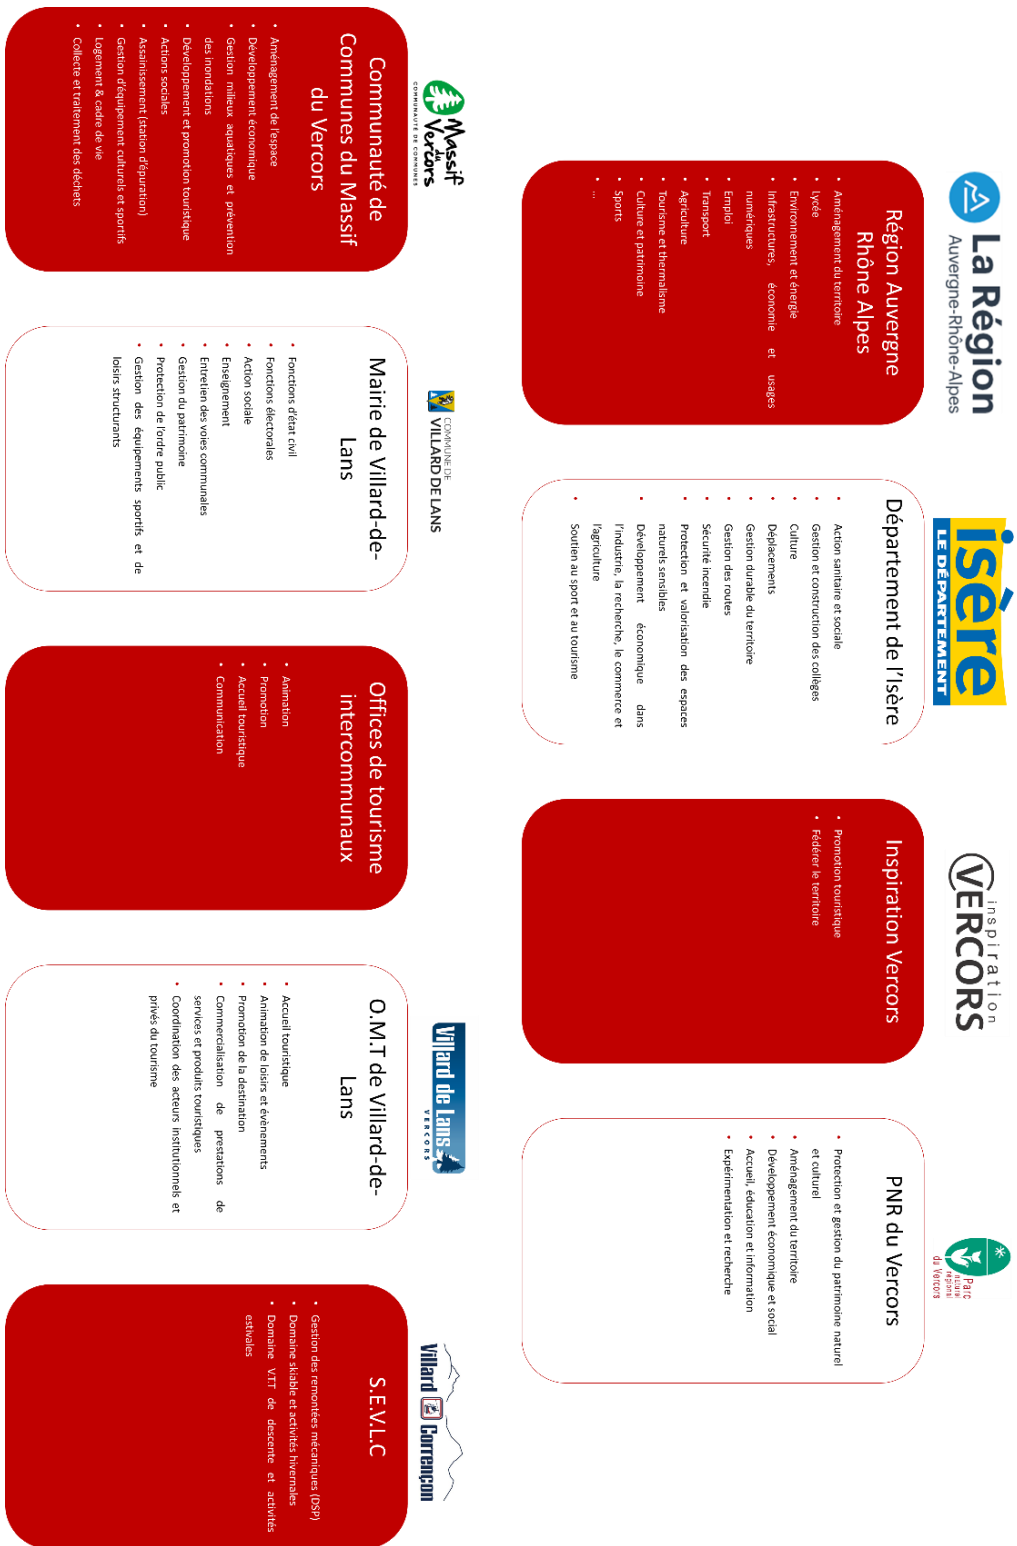 La Région
Auvergne-Rhône-Alpes
Région Auvergne
Rhône Alpes
• Aménagement du territoire
• Lycée
• Environnement et énergie
• Infrastructures, économie et usages
numériques
• Emploi
• Transport
• Agriculture
• Tourisme et thermalisme
• Culture et patrimoine
• Sports
• ...
isère
LE DÉPARTEMENT
Département de l'Isère
• Action sanitaire et sociale
• Gestion et construction des collèges
• Culture
• Déplacements
• Gestion durable du territoire
• Gestion des routes
• Sécurité incendie
• Protection et valorisation des espaces
naturels sensibles
• Développement économique dans
l'industrie, la recherche, le commerce et
l'agriculture
• Soutien au sport et au tourisme
inspiration
VERCORS
Inspiration Vercors
• Promotion touristique
• Fédérer le territoire
Parc
naturel
régional
du Vercors
PNR du Vercors
• Protection et gestion du patrimoine naturel
et culturel
• Aménagement du territoire
• Développement économique et social
• Accueil, éducation et information
• Expérimentation et recherche
Massif
du
Vercors
COMMUNAUTÉ DE COMMUNES
Communauté de
Communes du Massif
du Vercors
• Aménagement de l'espace
• Développement économique
• Gestion milieux aquatiques et prévention
des inondations
• Développement et promotion touristique
• Actions sociales
• Assainissement (station d'épuration)
• Gestion d'équipement culturels et sportifs
• Logement & cadre de vie
• Collecte et traitement des déchets
COMMUNE DE
VILLARD DE LANS
Mairie de Villard-de-
Lans
• Fonctions d'état civil
• Fonctions électorales
• Action sociale
• Enseignement
• Entretien des voies communales
• Gestion du patrimoine
• Protection de l'ordre public
• Gestion des équipements sportifs et de
loisirs structurants
Offices de tourisme
intercommunaux
• Animation
• Promotion
• Accueil touristique
• Communication
Villard de Lans
VERCORS
O.M.T de Villard-de-
Lans
• Accueil touristique
• Animation de loisirs et évènements
• Promotion de la destination
• Commercialisation de prestations de
services et produits touristiques
• Coordination des acteurs institutionnels et
privés du tourisme
Villard Corrençon
S.E.V.L.C
• Gestion des remontées mécaniques (DSP)
• Domaine skiable et activités hivernales
• Domaine V.T.T de descente et activités
estivales